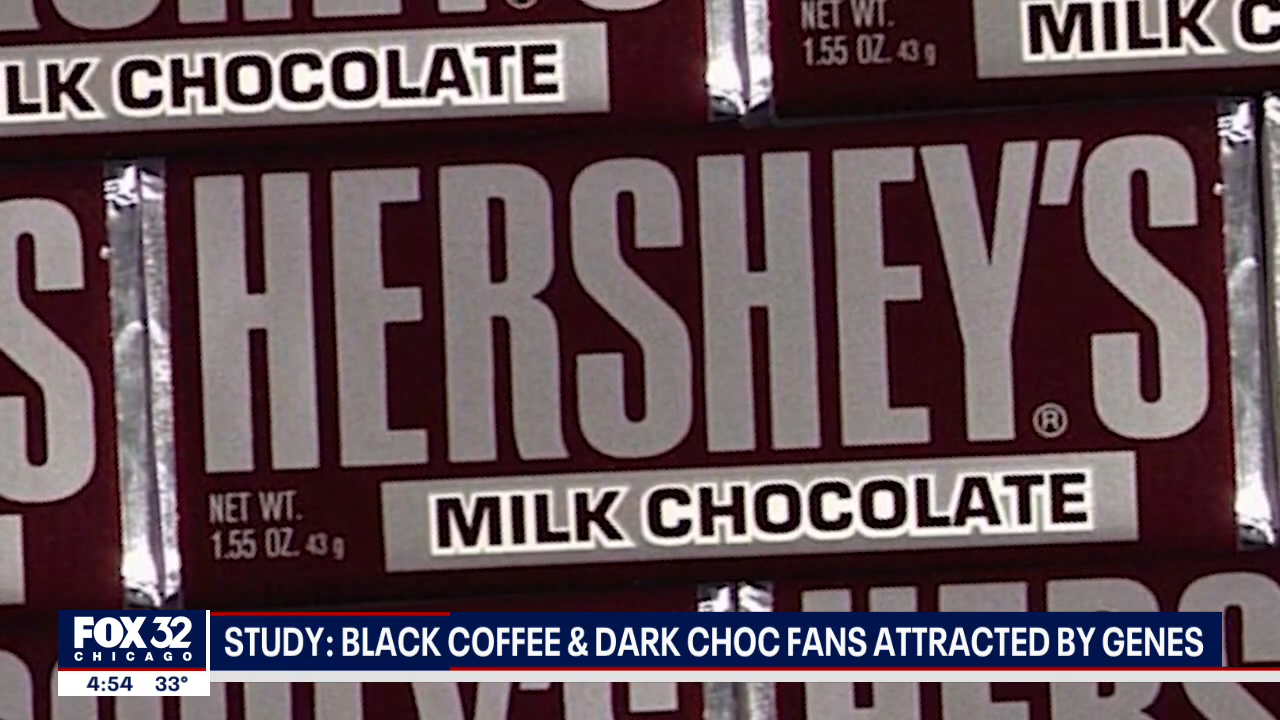 NET WT.
1.55 OZ. 43 g
LK CHOCOLATE
MILK C
HERSHEY'S
®
NET WT.
1.55 OZ. 43 g
MILK CHOCOLATE
FOX 32
CHICAGO
STUDY: BLACK COFFEE & DARK CHOC FANS ATTRACTED BY GENES
4:54 33°